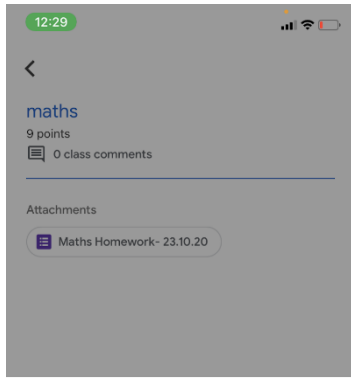 12:29
maths
9 points
0 class comments
Attachments
Maths Homework- 23.10.20